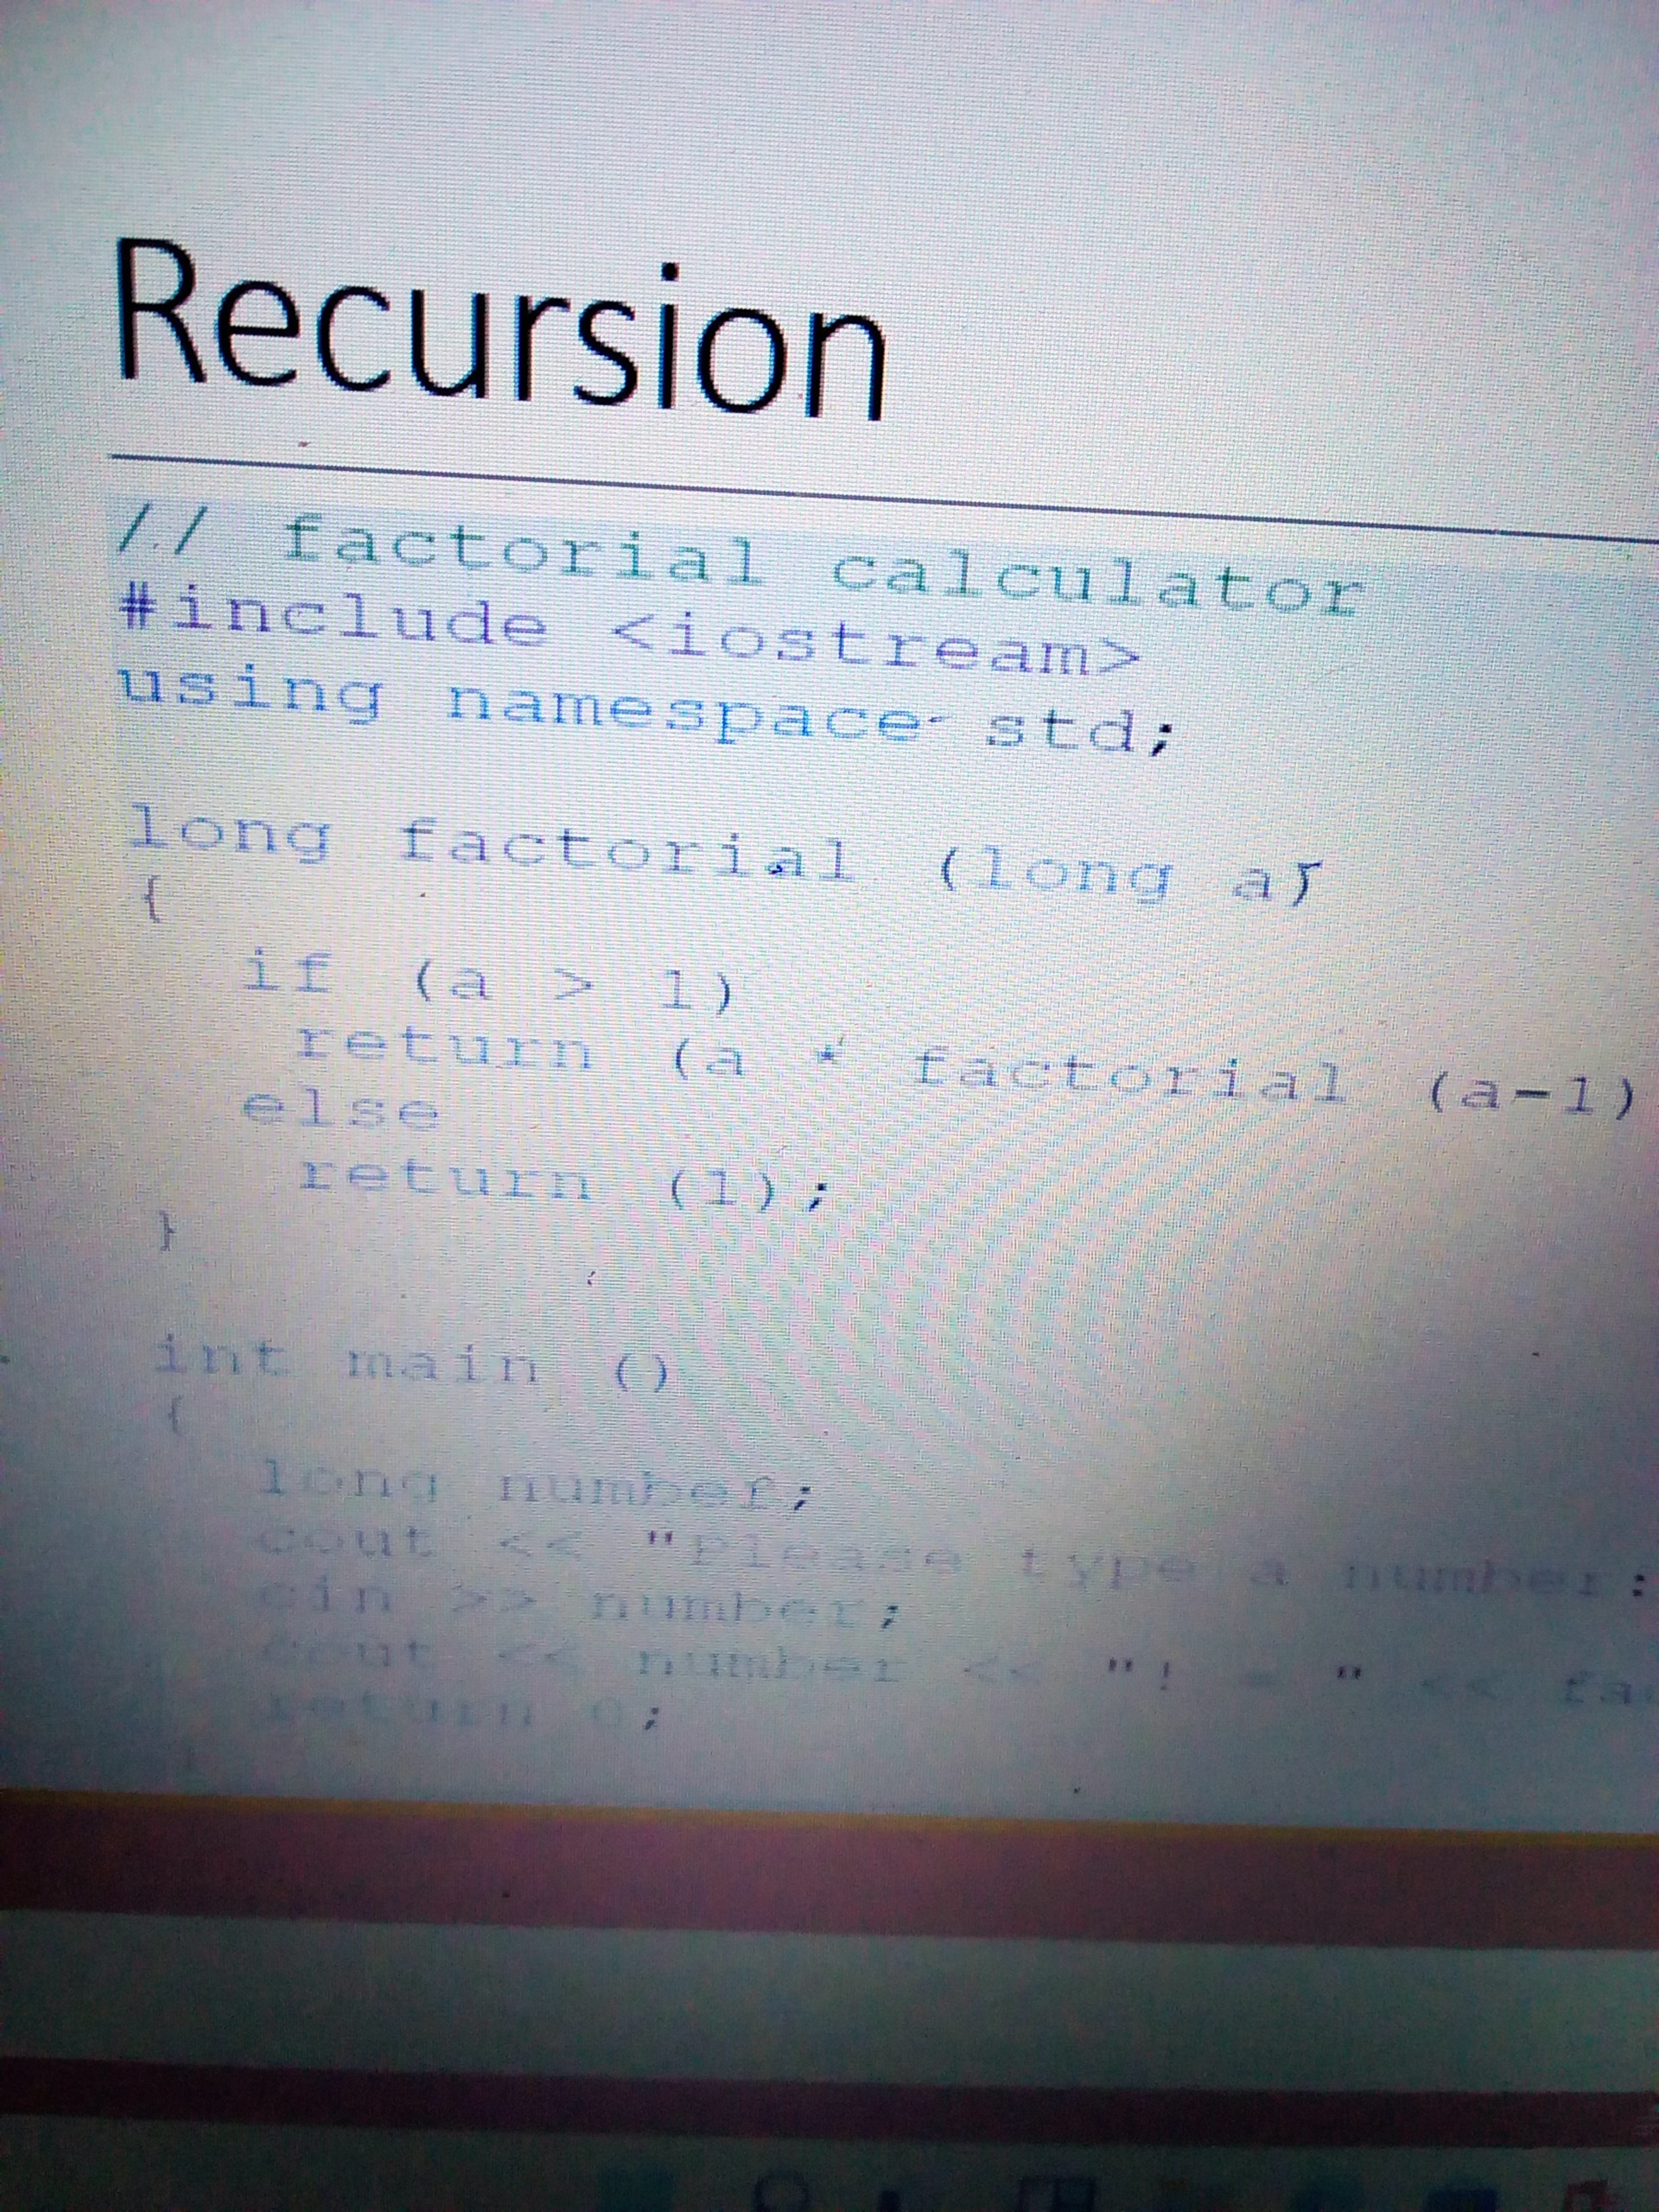 Recursion
// factorial calculator
#include <iostream>
using namespace std;
long factorial (long a)
{
if (a > 1)
return (a * factorial (a-1)
else
return (1);
}
int main ()
{
long number;
cout << "Please type a number:
cin >> number;
cout << number << "! = " << fa
return 0;
}